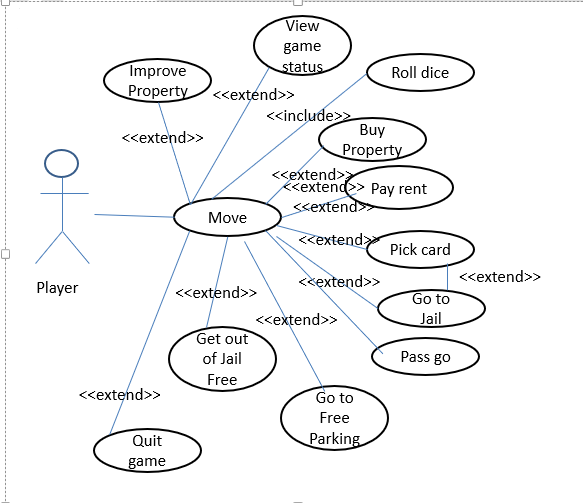 View
game
status
Improve
Property
Roll dice
<<extend>>
<<include>>
<<extend>>
Buy
Property
<<extend>>
<<extend>>
Pay rent
<<extend>>
Move
<<extend>>
Pick card
<<extend>>
Player
<<extend>>
<<extend>>
Go to
Jail
<<extend>>
Get out
of Jail
Free
Pass go
<<extend>>
Go to
Free
Parking
Quit
game